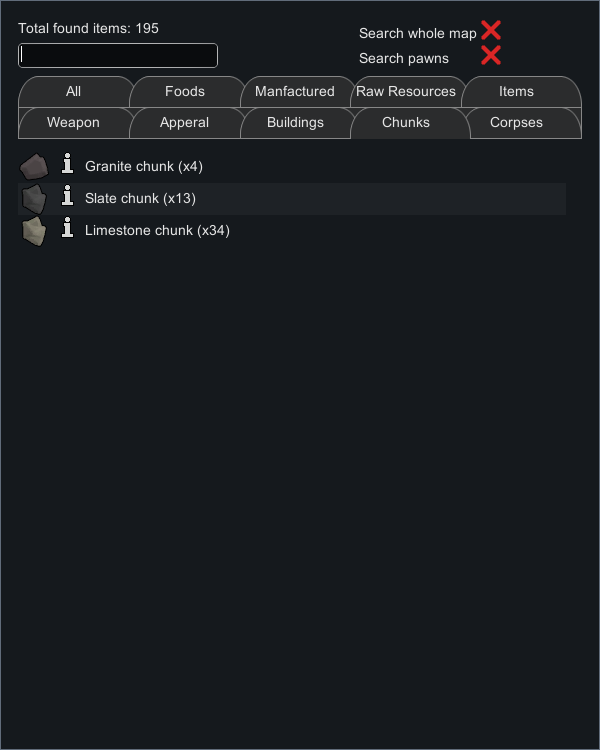 Total found items: 195
Search whole map
Search pawns
All Foods Manfactured Raw Resources Items
Weapon Apperal Buildings Chunks Corpses
Granite chunk (x4)
Slate chunk (x13)
Limestone chunk (x34)